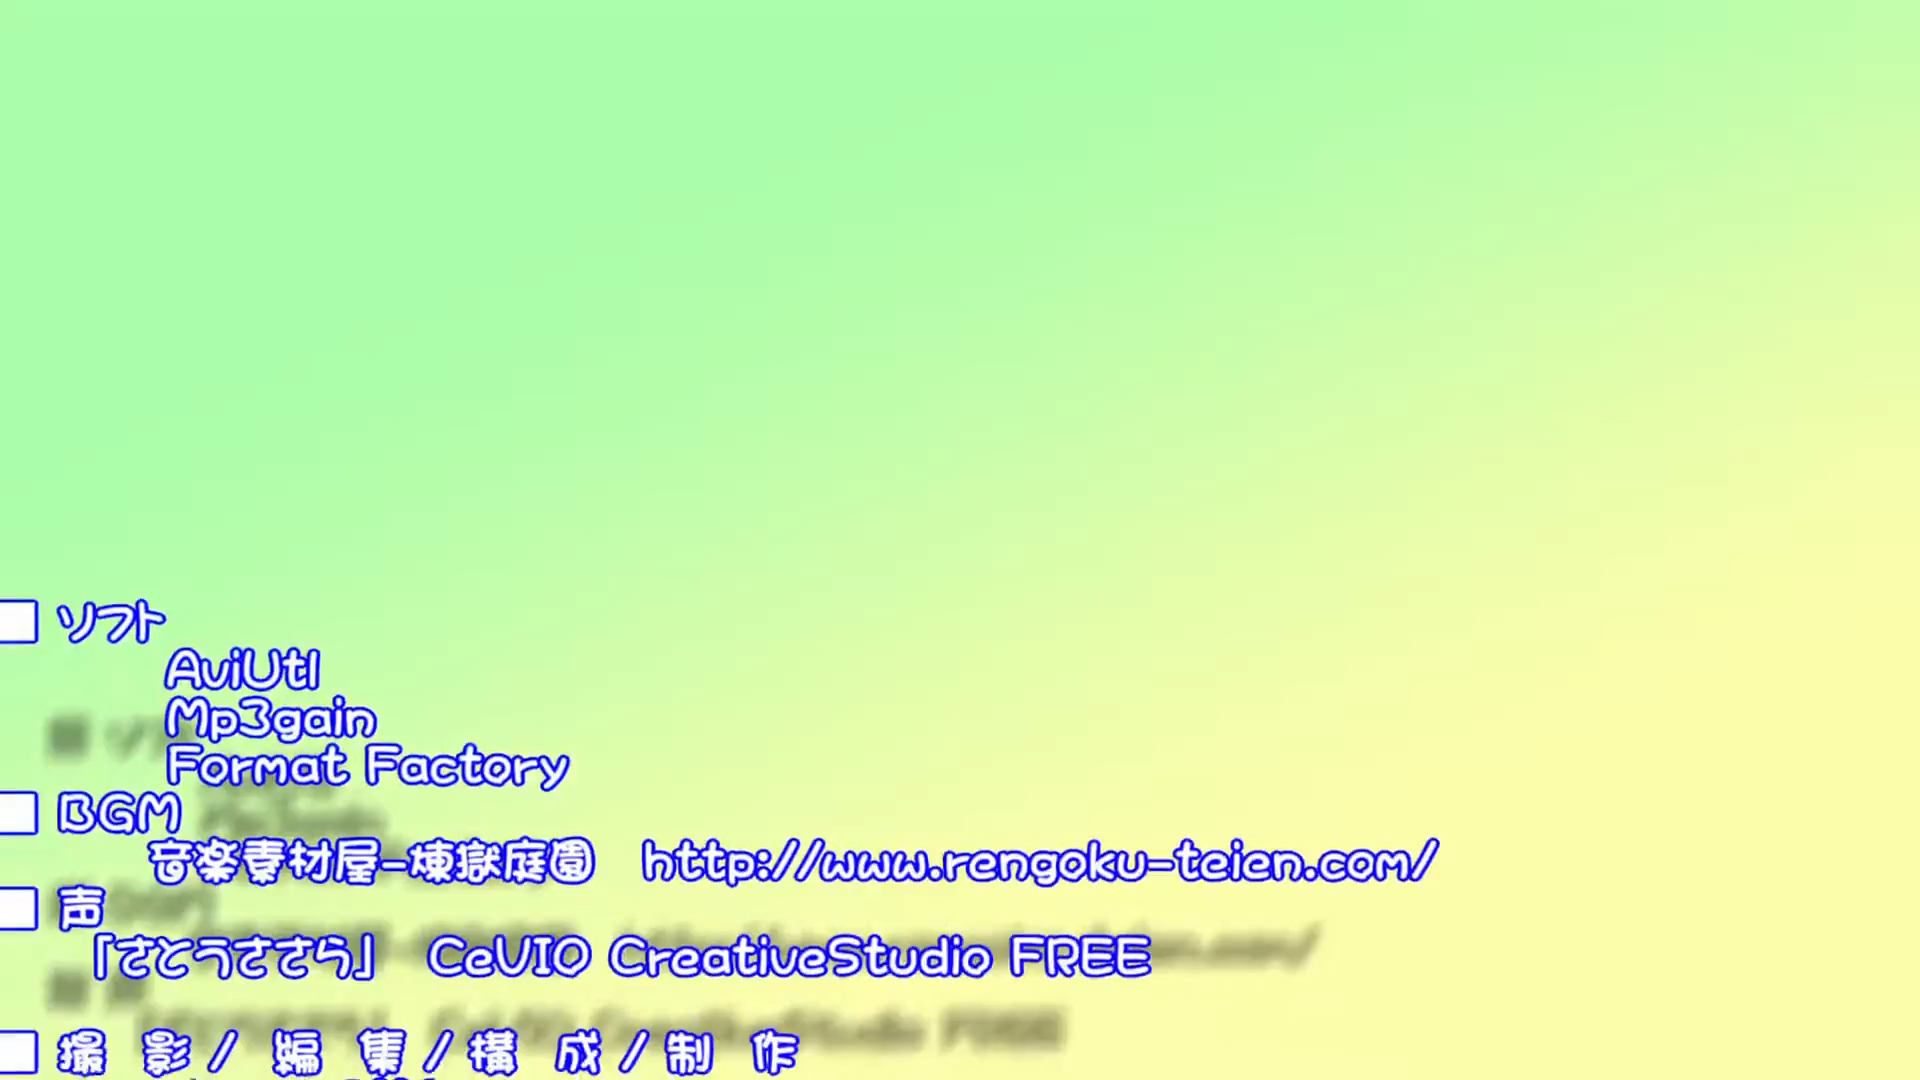 ■ ソフト
AviUtl
Mp3gain
Format Factory
■ BGM
音楽素材屋-煉獄庭園 http://www.rengoku-teien.com/
■ 声
「さとうささら」 CeVIO CreativeStudio FREE
■ 撮 影 / 編 集 / 構 成 / 制 作